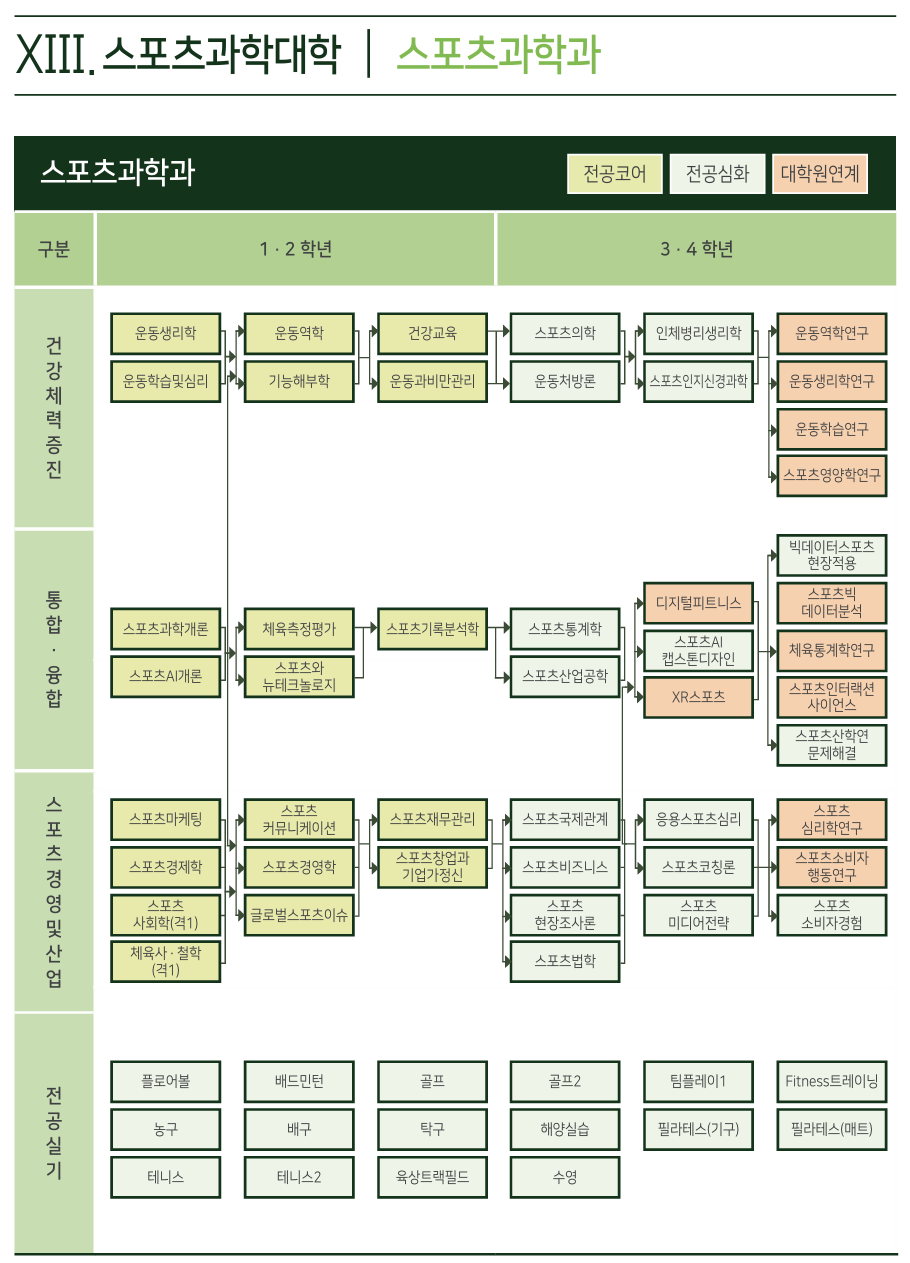 XIII. 스포츠과학대학 | 스포츠과학과
스포츠과학과
전공코어
전공심화
대학원연계
구분
1 · 2 학년
3 · 4 학년
건강체력증진
운동생리학
운동역학
건강교육
스포츠의학
인체병리생리학
운동역학연구
운동학습및심리
기능해부학
운동과비만관리
운동처방론
스포츠인지신경과학
운동생리학연구
운동학습연구
스포츠영양학연구
통합·융합
빅데이터스포츠
현장적용
디지털피트니스
스포츠빅
데이터분석
스포츠과학개론
체육측정평가
스포츠기록분석학
스포츠통계학
스포츠AI
캡스톤디자인
체육통계학연구
스포츠AI개론
스포츠와
뉴테크놀로지
스포츠산업공학
XR스포츠
스포츠인터랙션
사이언스
스포츠산학연
문제해결
스포츠경영및산업
스포츠마케팅
스포츠
커뮤니케이션
스포츠재무관리
스포츠국제관계
응용스포츠심리
스포츠
심리학연구
스포츠경제학
스포츠경영학
스포츠창업과
기업가정신
스포츠비즈니스
스포츠코칭론
스포츠소비자
행동연구
스포츠
사회학(격1)
글로벌스포츠이슈
스포츠
현장조사론
스포츠
미디어전략
스포츠
소비자경험
체육사 · 철학
(격1)
스포츠법학
전공실기
플로어볼
배드민턴
골프
골프2
팀플레이1
Fitness트레이닝
농구
배구
탁구
해양실습
필라테스(기구)
필라테스(매트)
테니스
테니스2
육상트랙필드
수영